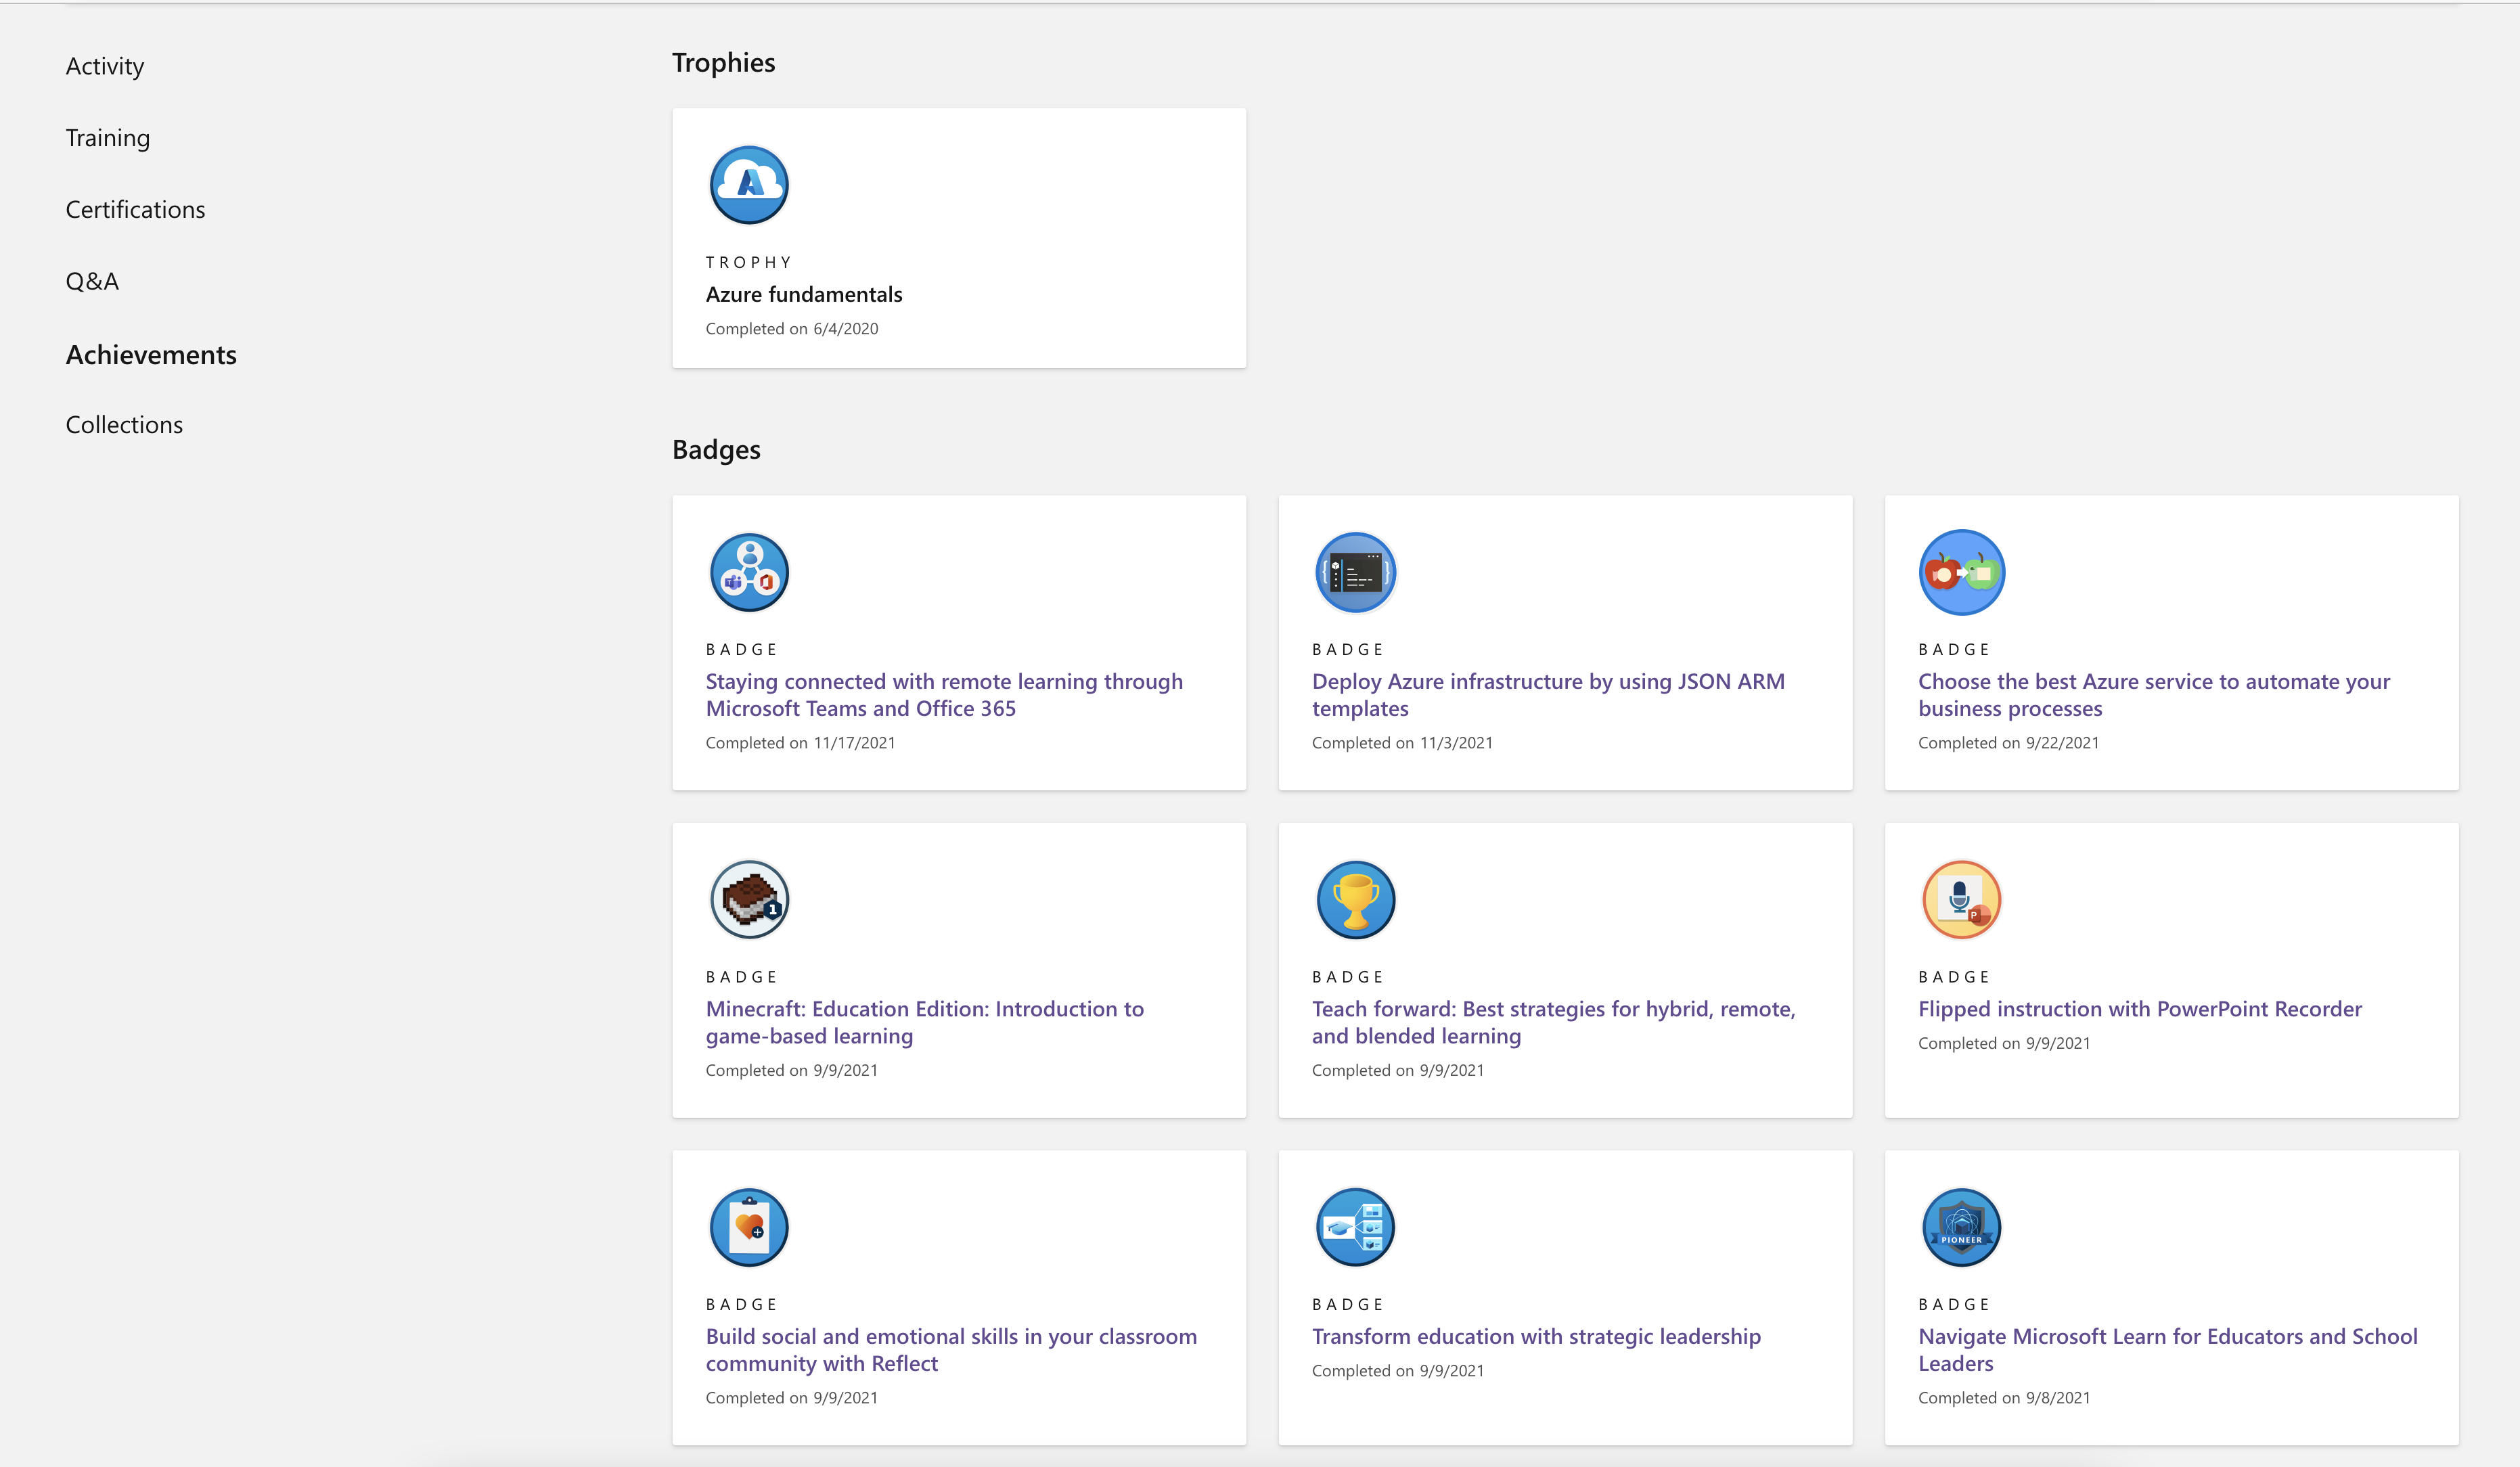 Activity
Training
Certifications
Q&A
Achievements
Collections
Trophies
TROPHY
Azure fundamentals
Completed on 6/4/2020
Badges
BADGE
Staying connected with remote learning through
Microsoft Teams and Office 365
Completed on 11/17/2021
BADGE
Deploy Azure infrastructure by using JSON ARM
templates
Completed on 11/3/2021
BADGE
Choose the best Azure service to automate your
business processes
Completed on 9/22/2021
1
BADGE
Minecraft: Education Edition: Introduction to
game-based learning
Completed on 9/9/2021
BADGE
Teach forward: Best strategies for hybrid, remote,
and blended learning
Completed on 9/9/2021
P
BADGE
Flipped instruction with PowerPoint Recorder
Completed on 9/9/2021
BADGE
Build social and emotional skills in your classroom
community with Reflect
Completed on 9/9/2021
BADGE
Transform education with strategic leadership
Completed on 9/9/2021
PIONEER
BADGE
Navigate Microsoft Learn for Educators and School
Leaders
Completed on 9/8/2021